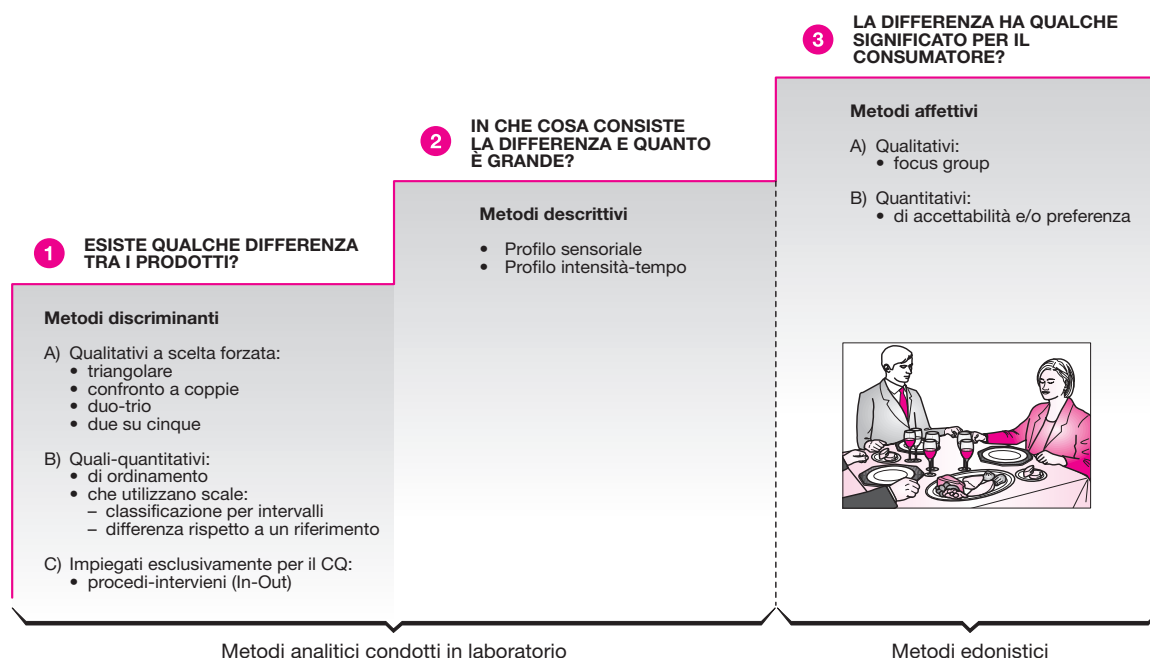 1
ESISTE QUALCHE DIFFERENZA
TRA I PRODOTTI?
Metodi discriminanti
A) Qualitativi a scelta forzata:
• triangolare
• confronto a coppie
• duo-trio
• due su cinque
B) Quali-quantitativi:
• di ordinamento
• che utilizzano scale:
– classificazione per intervalli
– differenza rispetto a un riferimento
C) Impiegati esclusivamente per il CQ:
• procedi-intervieni (In-Out)
2
IN CHE COSA CONSISTE
LA DIFFERENZA E QUANTO
È GRANDE?
Metodi descrittivi
• Profilo sensoriale
• Profilo intensità-tempo
3
LA DIFFERENZA HA QUALCHE
SIGNIFICATO PER IL
CONSUMATORE?
Metodi affettivi
A) Qualitativi:
• focus group
B) Quantitativi:
• di accettabilità e/o preferenza
Metodi analitici condotti in laboratorio
Metodi edonistici